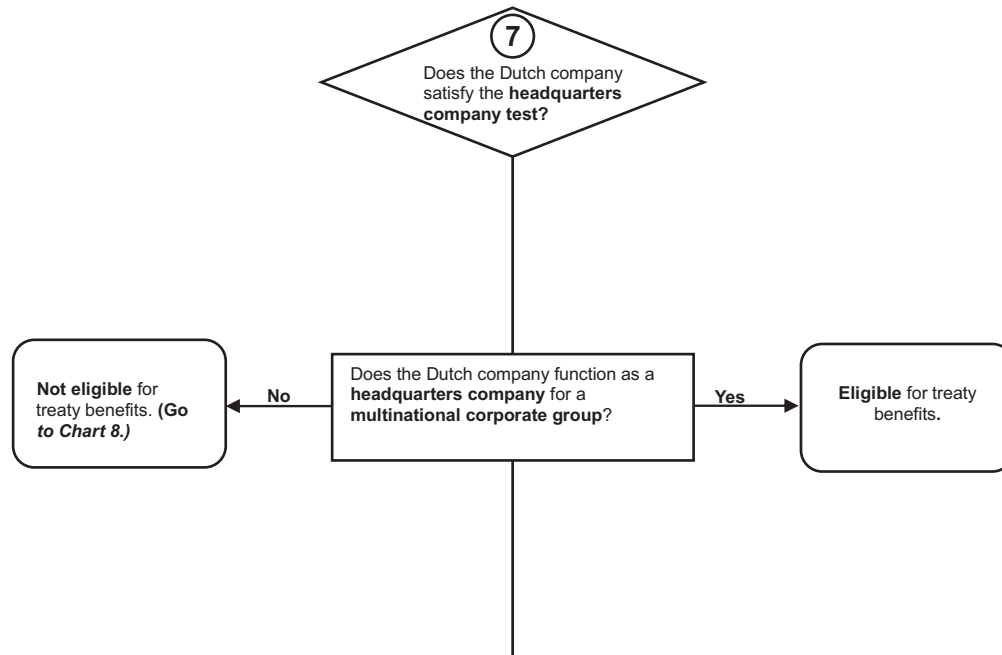 7
Does the Dutch company
satisfy the headquarters
company test?
Not eligible for
treaty benefits. (Go
to Chart 8.)
No
Does the Dutch company function as a
headquarters company for a
multinational corporate group?
Yes
Eligible for treaty
benefits.